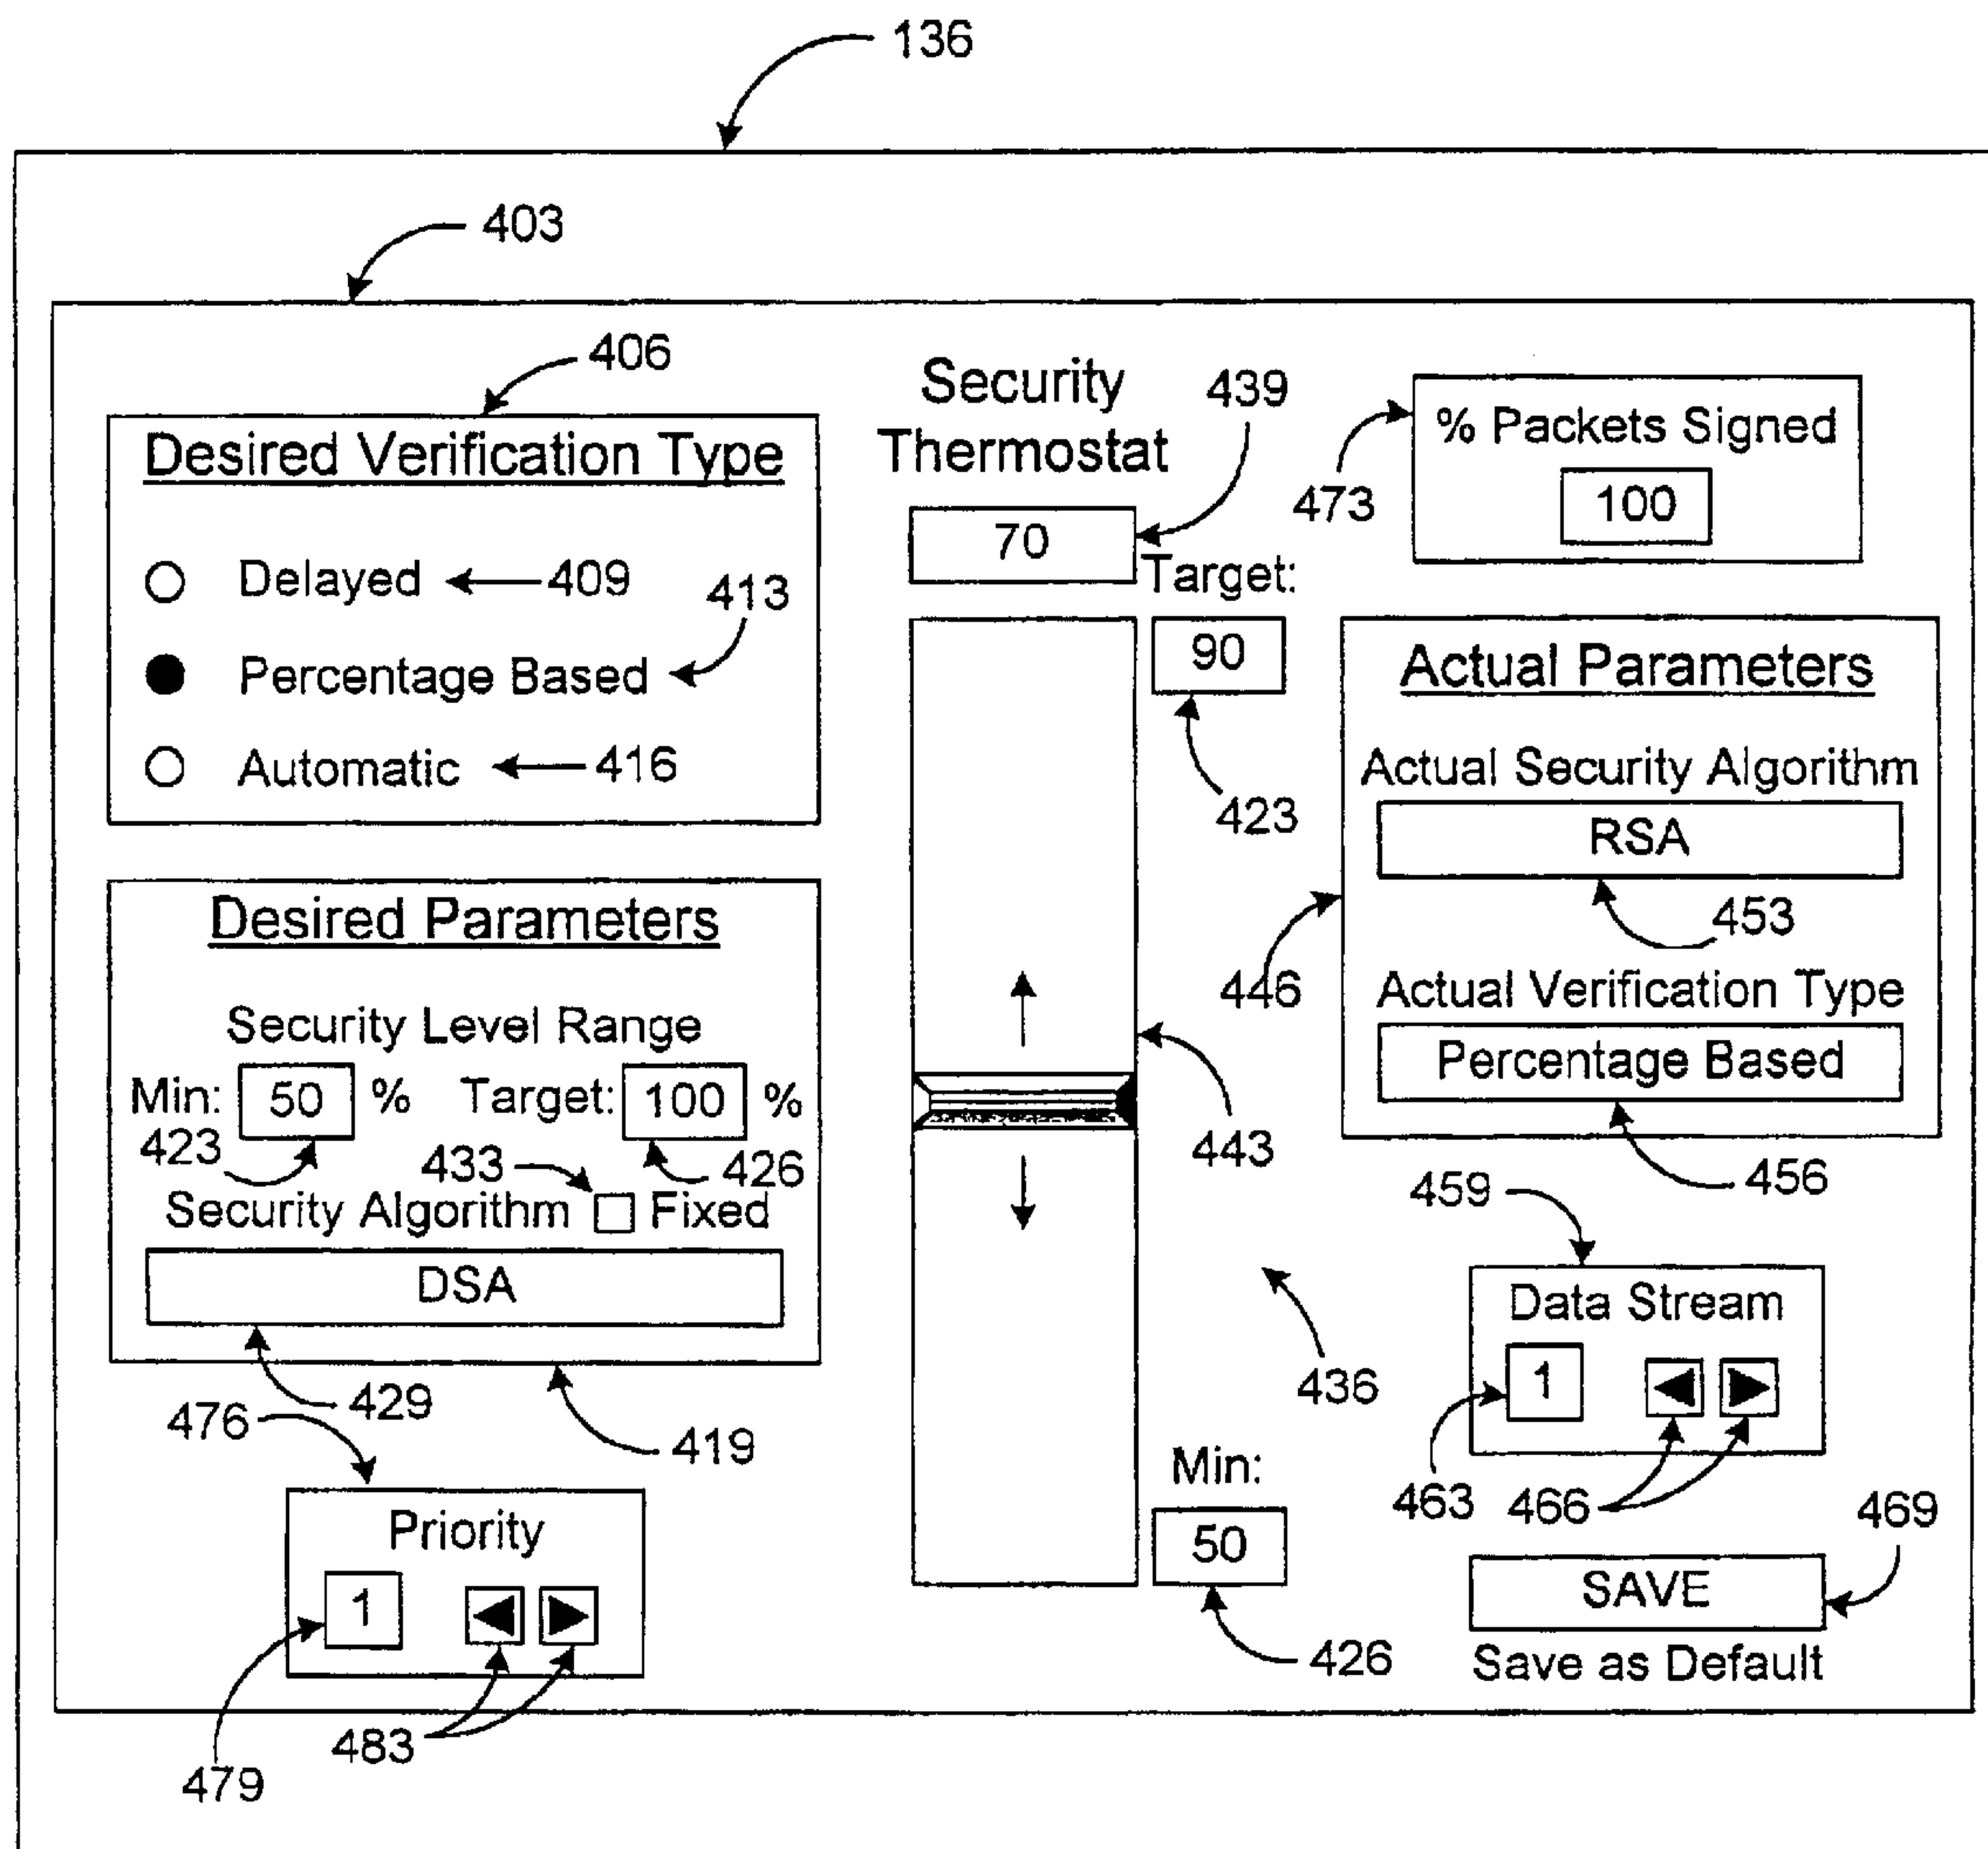 136
403
406
Desired Verification Type
Delayed 409
413
Percentage Based
Automatic 416
Desired Parameters
Security Level Range
Min: 50 % Target: 100 %
423 433 426
Security Algorithm Fixed
DSA
429
419
476
Priority
1
479
483
Security
Thermostat
439
70
Target:
90
423
443
436
Min:
50
426
% Packets Signed
100
473
Actual Parameters
Actual Security Algorithm
RSA
453
446
Actual Verification Type
Percentage Based
456
459
Data Stream
1
463 466
469
SAVE
Save as Default